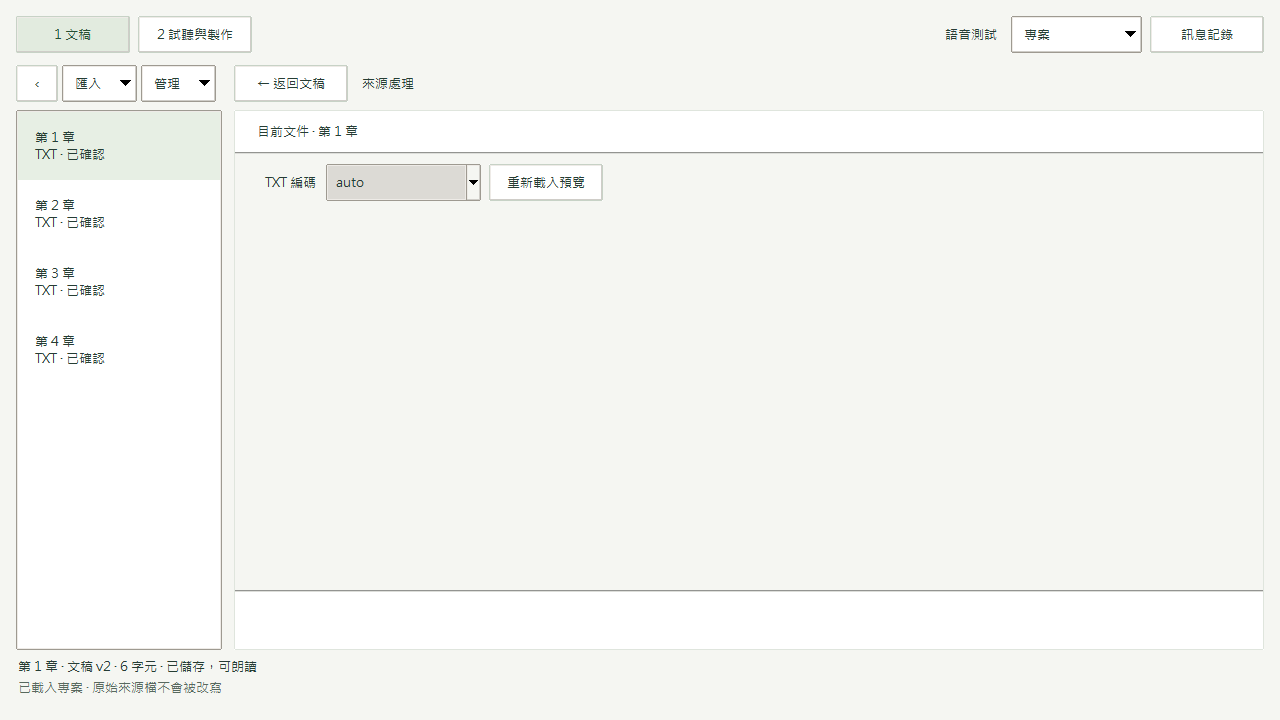 1 文稿
2 試聽與製作
語音測試
專案
訊息記錄
‹
匯入
管理
← 返回文稿
來源處理
第 1 章
TXT · 已確認
第 2 章
TXT · 已確認
第 3 章
TXT · 已確認
第 4 章
TXT · 已確認
目前文件 · 第 1 章
TXT 編碼
auto
重新載入預覽
第 1 章 · 文稿 v2 · 6 字元 · 已儲存，可朗讀
已載入專案 · 原始來源檔不會被改寫